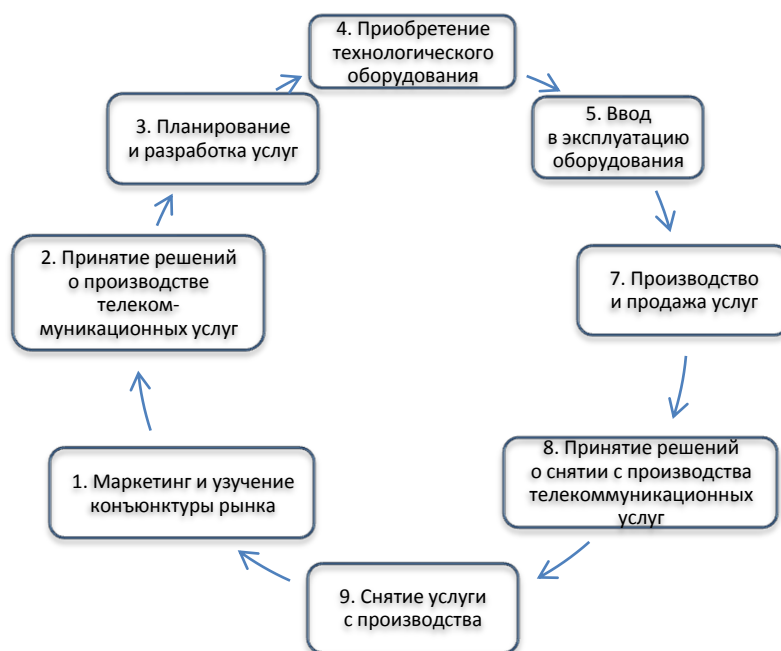 4. Приобретение
технологического
оборудования
3. Планирование
и разработка услуг
5. Ввод
в эксплуатацию
оборудования
2. Принятие решений
о производстве
телеком-
муникационных услуг
7. Производство
и продажа услуг
1. Маркетинг и узучение
конъюнктуры рынка
8. Принятие решений
о снятии с производства
телекоммуникационных
услуг
9. Снятие услуги
с производства